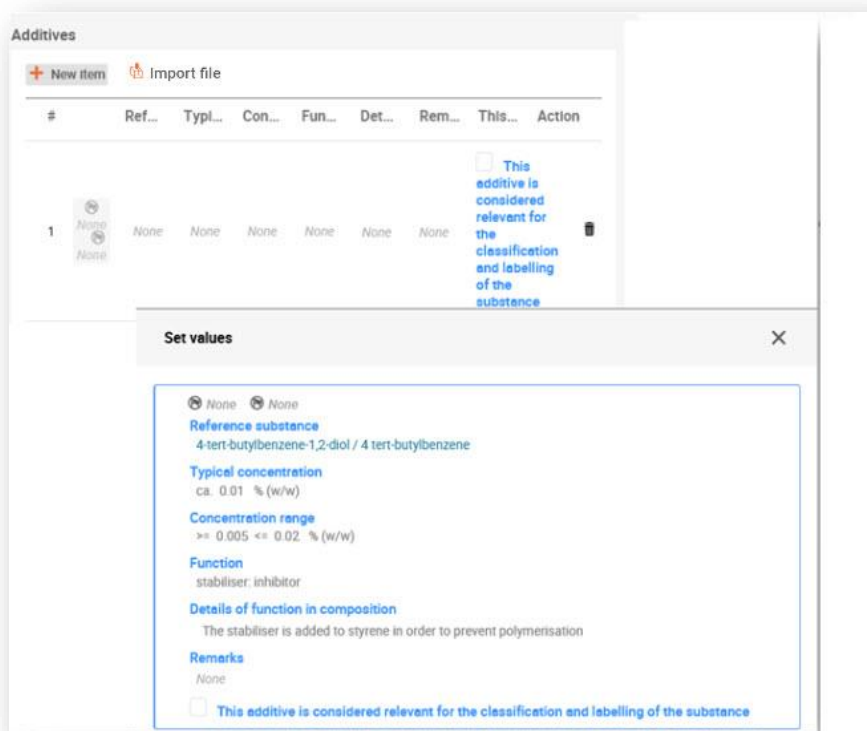 Additives
New item Import file
# Ref... Typi... Con... Fun... Det... Rem... This... Action
This
additive is
considered
relevant for
the
classification
and labelling
of the
substance
1 None None None None None None None None
Set values
None None
Reference substance
4-tert-butylbenzene-1,2-diol / 4 tert-butylbenzene
Typical concentration
ca. 0.01 % (w/w)
Concentration range
>= 0.005 <= 0.02 % (w/w)
Function
stabiliser: inhibitor
Details of function in composition
The stabiliser is added to styrene in order to prevent polymerisation
Remarks
None
This additive is considered relevant for the classification and labelling of the substance